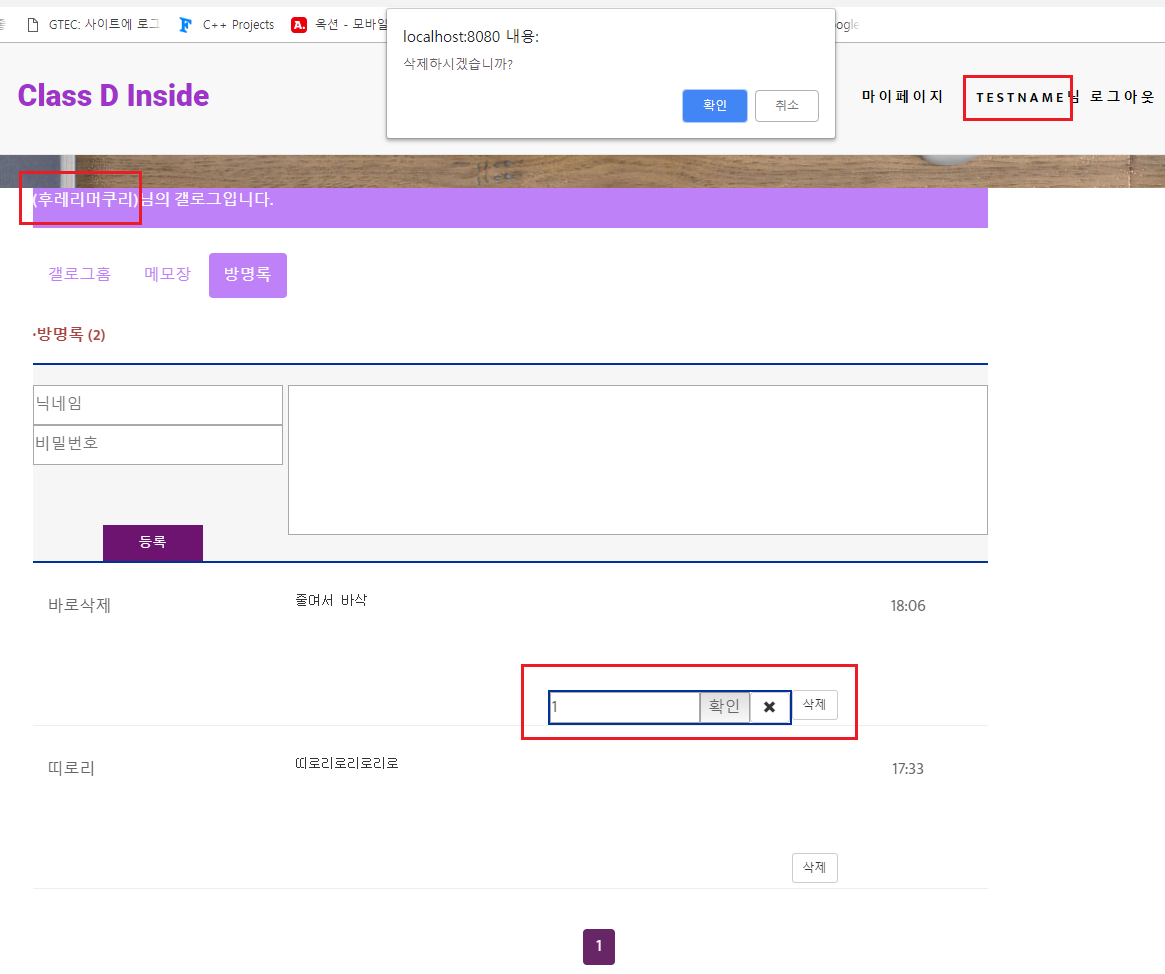 GTEC: 사이트에 로그
C++ Projects
A. 옥션 - 모바일
localhost:8080 내용:
삭제하시겠습니까?
확인
취소
Class D Inside
마이페이지
TESTNAME님 로그아웃
(후레리머쿠리)님의 갤로그입니다.
갤로그홈
메모장
방명록
·방명록 (2)
닉네임
비밀번호
등록
바로삭제
줄여서 바삭
18:06
1
확인
✖
삭제
띠로리
띠로리로리로리로
17:33
삭제
1